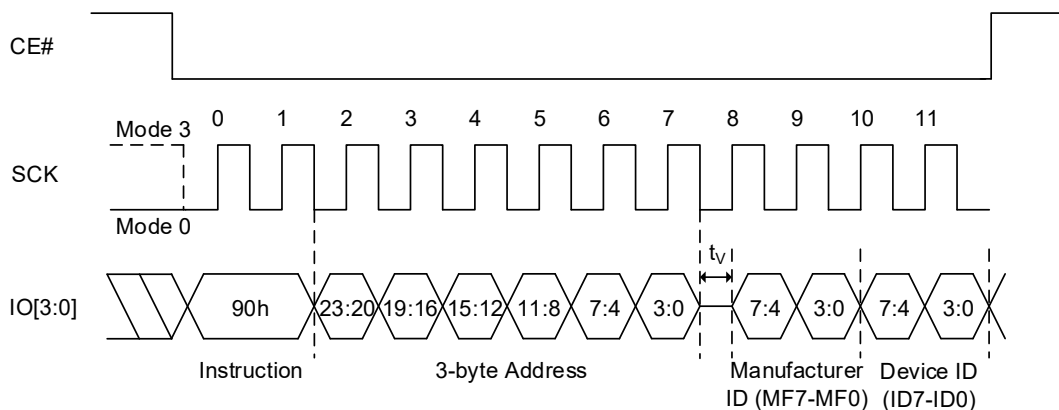 CE#
0 1 2 3 4 5 6 7 8 9 10 11
Mode 3
SCK
Mode 0
tV
IO[3:0]
90h 23:20 19:16 15:12 11:8 7:4 3:0 7:4 3:0 7:4 3:0
Instruction 3-byte Address Manufacturer Device ID
ID (MF7-MF0) (ID7-ID0)